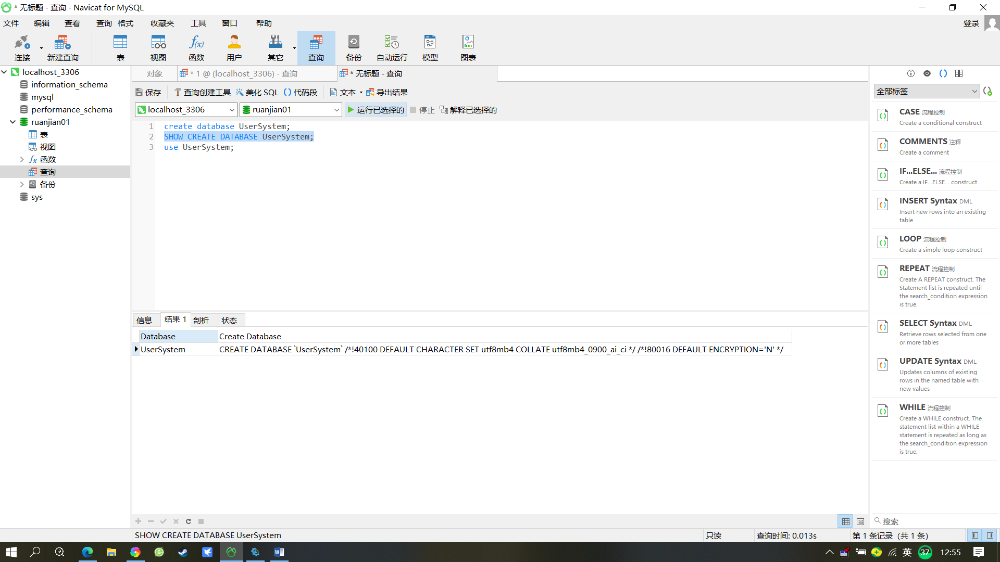 * 无标题 - 查询 - Navicat for MySQL
文件 编辑 查看 查询 格式 收藏夹 工具 窗口 帮助 登录
连接 新建查询 表 视图 函数 用户 其它 查询 备份 自动运行 模型 图表
localhost_3306
information_schema
mysql
performance_schema
ruanjian01
表
视图
函数
查询
备份
sys
对象 * 1 @ (localhost_3306) - 查询 * 无标题 - 查询
保存 查询创建工具 美化 SQL 代码段 文本 导出结果
localhost_3306 ruanjian01 运行已选择的 停止 解释已选择的
1 create database UserSystem;
2 SHOW CREATE DATABASE UserSystem;
3 use UserSystem;
信息 结果 1 剖析 状态
Database Create Database
UserSystem CREATE DATABASE `UserSystem` /*!40100 DEFAULT CHARACTER SET utf8mb4 COLLATE utf8mb4_0900_ai_ci */ /*!80016 DEFAULT ENCRYPTION='N' */
全部标签
CASE 流程控制
Create a conditional construct
COMMENTS 注释
Create a comment
IF...ELSE... 流程控制
Create a IF...ELSE... construct
INSERT Syntax DML
Insert new rows into an existing
table
LOOP 流程控制
Create a simple loop construct
REPEAT 流程控制
Create A REPEAT construct. The
Statement list is repeated until
the search_condition expression
is true.
SELECT Syntax DML
Retrieve rows selected from one
or more tables
UPDATE Syntax DML
Updates columns of existing
rows in the named table with
new values
WHILE 流程控制
Create a WHILE construct. The
statement list within a WHILE
statement is repeated as long as
the search_condition expression
is true.
搜索
SHOW CREATE DATABASE UserSystem 只读 查询时间: 0.013s 第 1 条记录 (共 1 条)
英 37 12:55